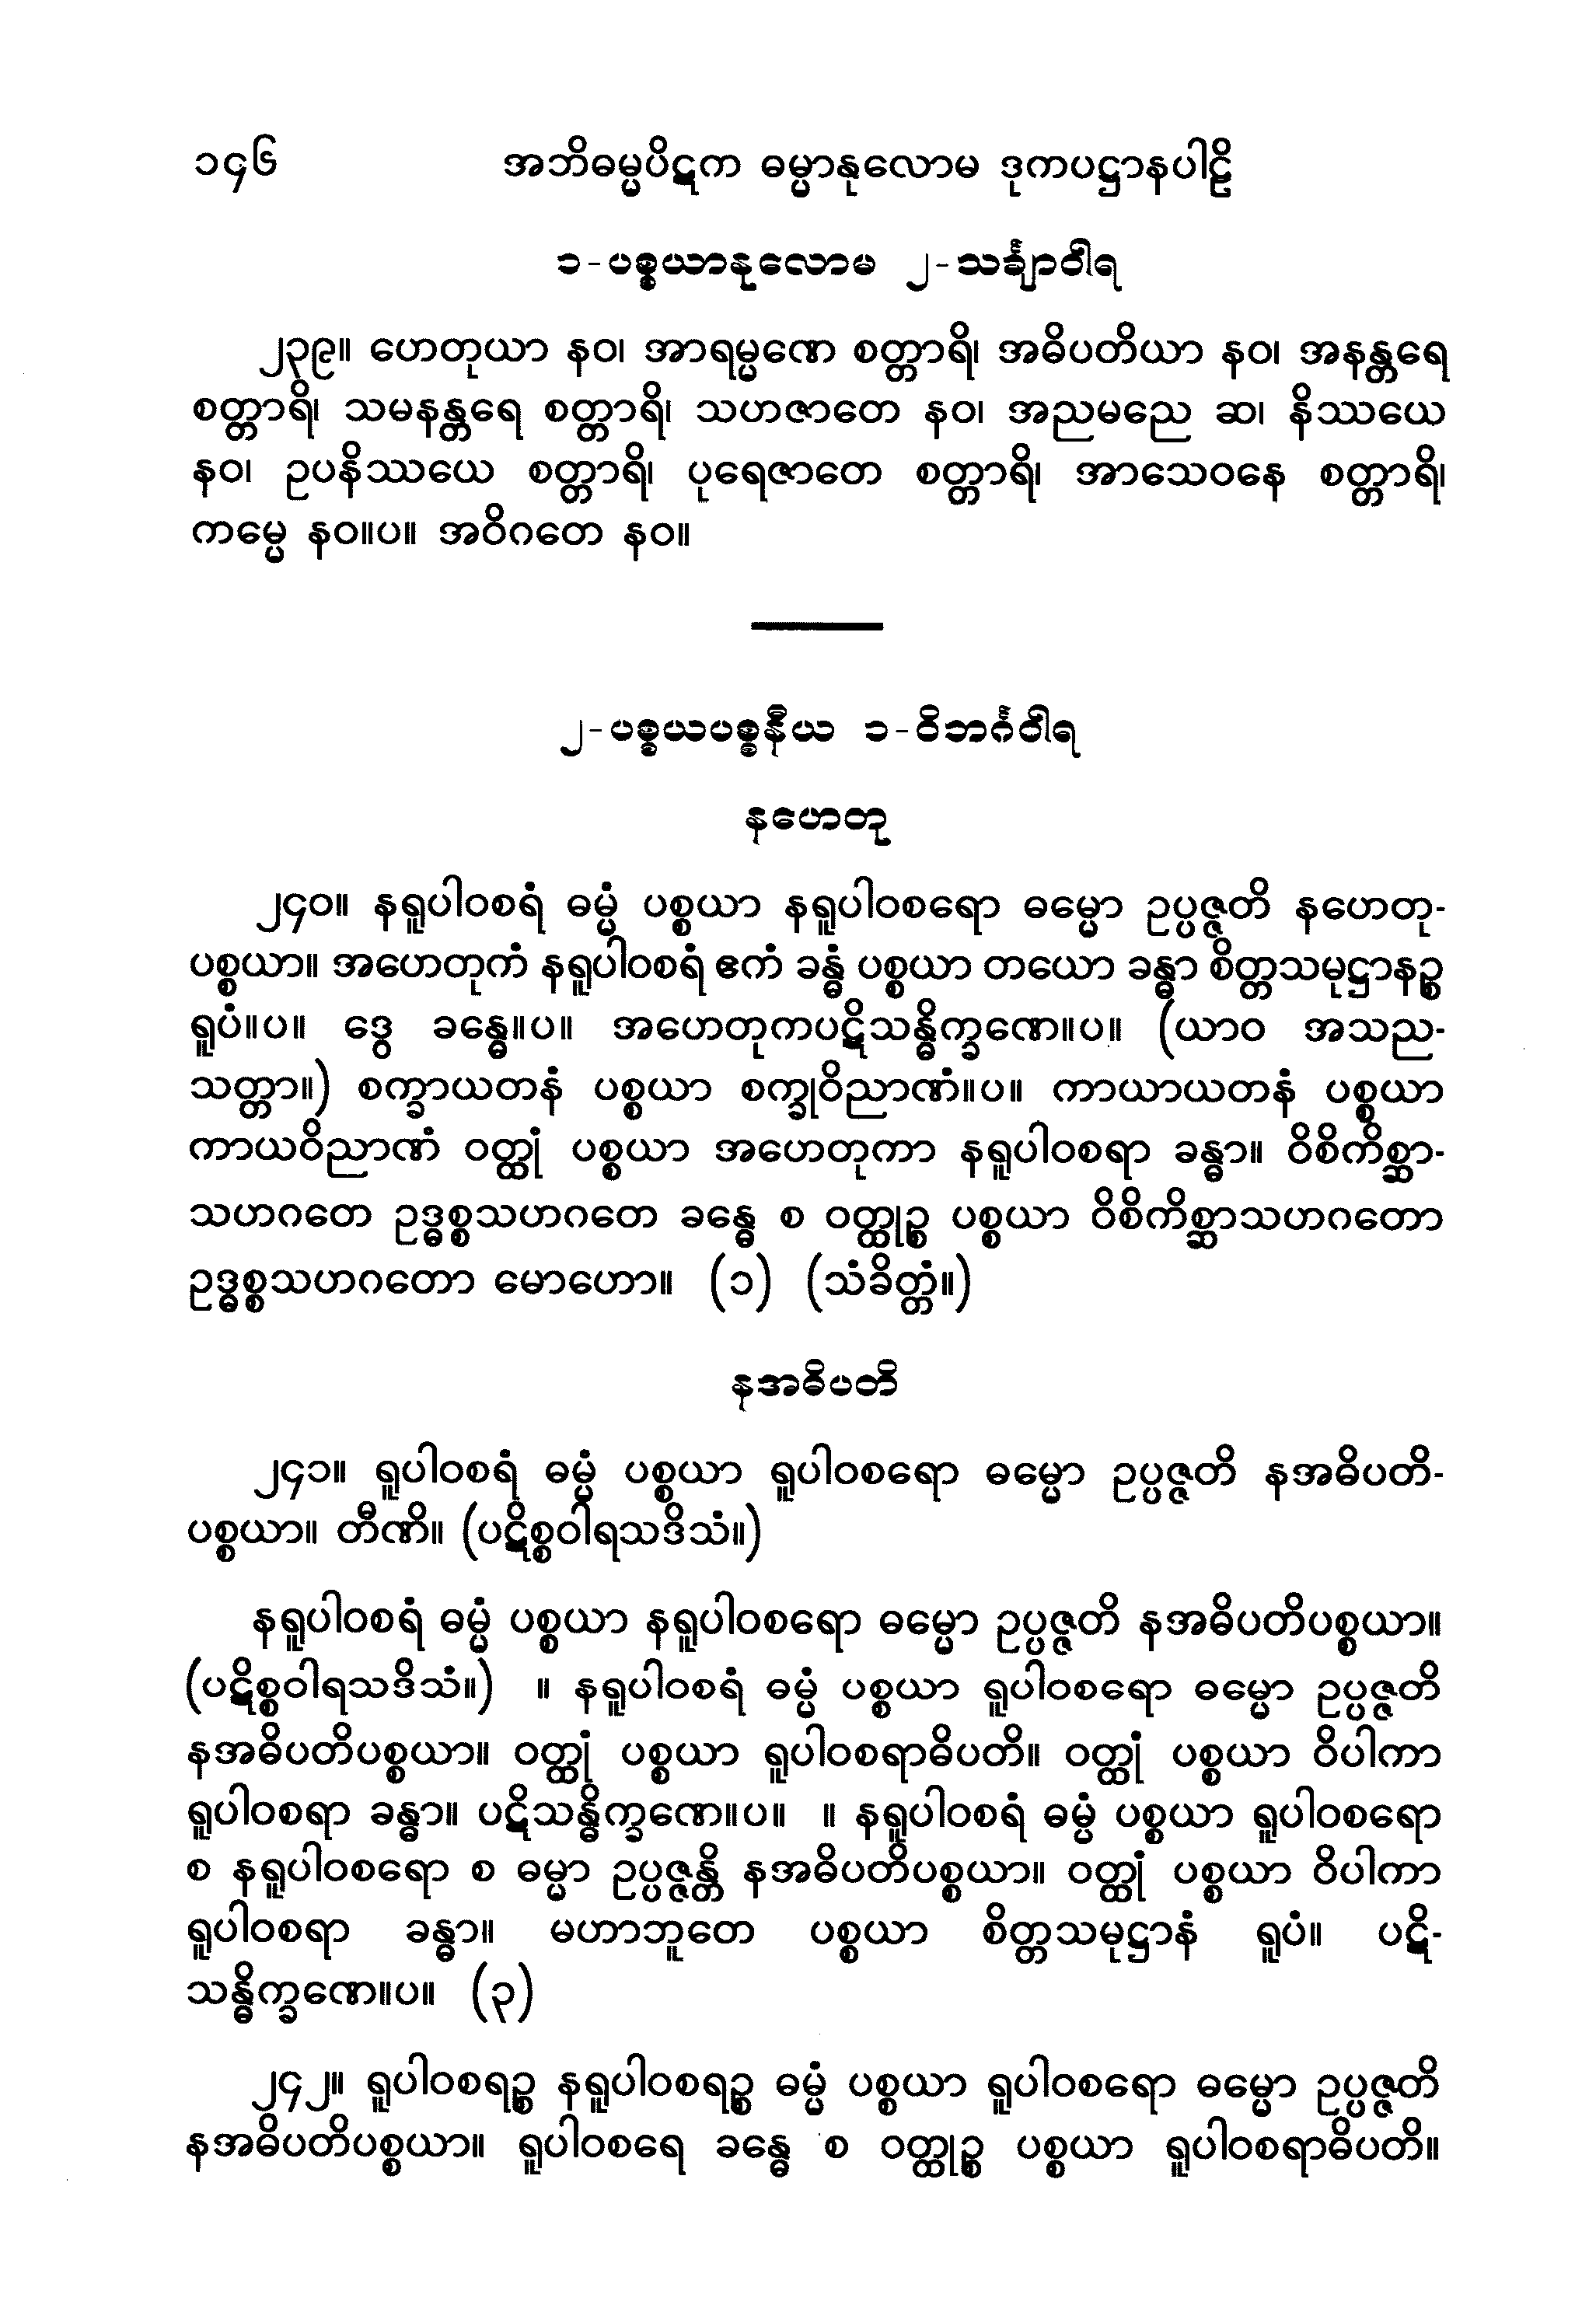 ၁၄၆ အဘိဓမ္မပိဋက ဓမ္မာနုလောမ ဒုကပဋ္ဌာနပါဠိ
၁-ပစ္စယာနုလောမ ၂-သင်္ချာဝါရ
၂၃၉။ ဟေတုယာ နဝ၊ အာရမ္မဏေ စတ္တာရိ၊ အဓိပတိယာ နဝ၊ အနန္တရေ
စတ္တာရိ၊ သမနန္တရေ စတ္တာရိ၊ သဟဇာတေ နဝ၊ အညမညေ ဆ၊ နိဿယေ
နဝ၊ ဥပနိဿယေ စတ္တာရိ၊ ပုရေဇာတေ စတ္တာရိ၊ အာသေဝနေ စတ္တာရိ၊
ကမ္မေ နဝ။ပ။ အဝိဂတေ နဝ။
၂-ပစ္စယပစ္စနီယ ၁-ဝိဘင်္ဂဝါရ
နဟေတု
၂၄၀။ နရူပါဝစရံ ဓမ္မံ ပစ္စယာ နရူပါဝစရော ဓမ္မော ဥပ္ပဇ္ဇတိ နဟေတု-
ပစ္စယာ။ အဟေတုကံ နရူပါဝစရံ ဧကံ ခန္ဓံ ပစ္စယာ တယော ခန္ဓာ စိတ္တသမုဋ္ဌာနဉ္စ
ရူပံ။ပ။ ဒွေ ခန္ဓေ။ပ။ အဟေတုကပဋိသန္ဓိက္ခဏေ။ပ။ (ယာဝ အသည-
သတ္တာ။) စက္ခာယတနံ ပစ္စယာ စက္ခုဝိညာဏံ။ပ။ ကာယာယတနံ ပစ္စယာ
ကာယဝိညာဏံ ဝတ္ထုံ ပစ္စယာ အဟေတုကာ နရူပါဝစရာ ခန္ဓာ။ ဝိစိကိစ္ဆာ-
သဟဂတေ ဥဒ္ဓစ္စသဟဂတေ ခန္ဓေ စ ဝတ္ထုဉ္စ ပစ္စယာ ဝိစိကိစ္ဆာသဟဂတော
ဥဒ္ဓစ္စသဟဂတော မောဟော။ (၁) (သံခိတ္တံ။)
နအဓိပတိ
၂၄၁။ ရူပါဝစရံ ဓမ္မံ ပစ္စယာ ရူပါဝစရော ဓမ္မော ဥပ္ပဇ္ဇတိ နအဓိပတိ-
ပစ္စယာ။ တီဏိ။ (ပဋိစ္စဝါရသဒိသံ။)
နရူပါဝစရံ ဓမ္မံ ပစ္စယာ နရူပါဝစရော ဓမ္မော ဥပ္ပဇ္ဇတိ နအဓိပတိပစ္စယာ။
(ပဋိစ္စဝါရသဒိသံ။) ။ နရူပါဝစရံ ဓမ္မံ ပစ္စယာ ရူပါဝစရော ဓမ္မော ဥပ္ပဇ္ဇတိ
နအဓိပတိပစ္စယာ။ ဝတ္ထုံ ပစ္စယာ ရူပါဝစရာဓိပတိ။ ဝတ္ထုံ ပစ္စယာ ဝိပါကာ
ရူပါဝစရာ ခန္ဓာ။ ပဋိသန္ဓိက္ခဏေ။ပ။ ။ နရူပါဝစရံ ဓမ္မံ ပစ္စယာ ရူပါဝစရော
စ နရူပါဝစရော စ ဓမ္မာ ဥပ္ပဇ္ဇန္တိ နအဓိပတိပစ္စယာ။ ဝတ္ထုံ ပစ္စယာ ဝိပါကာ
ရူပါဝစရာ ခန္ဓာ။ မဟာဘူတေ ပစ္စယာ စိတ္တသမုဋ္ဌာနံ ရူပံ။ ပဋိ-
သန္ဓိက္ခဏေ။ပ။ (၃)
၂၄၂။ ရူပါဝစရဉ္စ နရူပါဝစရဉ္စ ဓမ္မံ ပစ္စယာ ရူပါဝစရော ဓမ္မော ဥပ္ပဇ္ဇတိ
နအဓိပတိပစ္စယာ။ ရူပါဝစရေ ခန္ဓေ စ ဝတ္ထုဉ္စ ပစ္စယာ ရူပါဝစရာဓိပတိ။